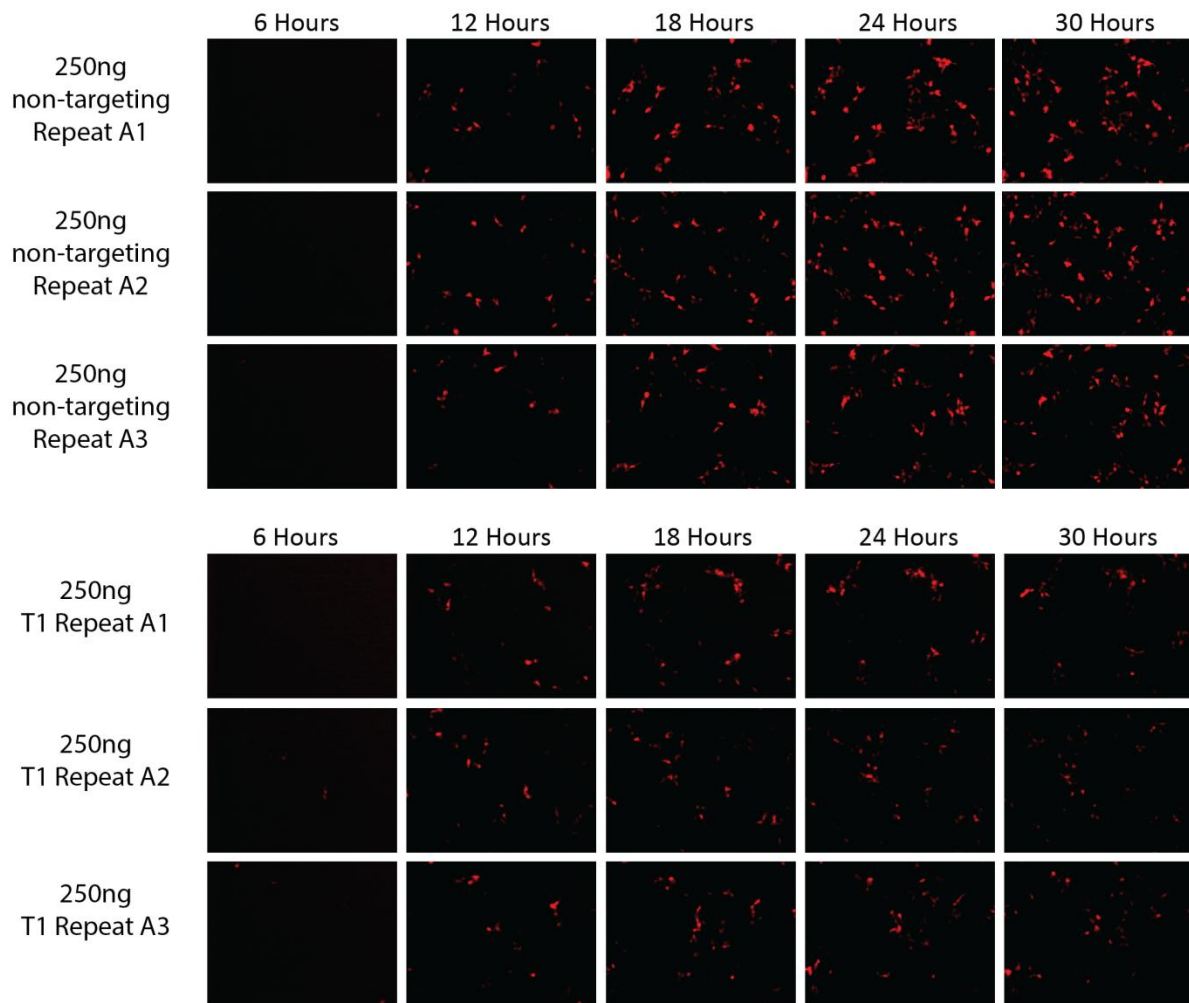 6 Hours 12 Hours 18 Hours 24 Hours 30 Hours
250ng
non-targeting
Repeat A1
250ng
non-targeting
Repeat A2
250ng
non-targeting
Repeat A3
6 Hours 12 Hours 18 Hours 24 Hours 30 Hours
250ng
T1 Repeat A1
250ng
T1 Repeat A2
250ng
T1 Repeat A3